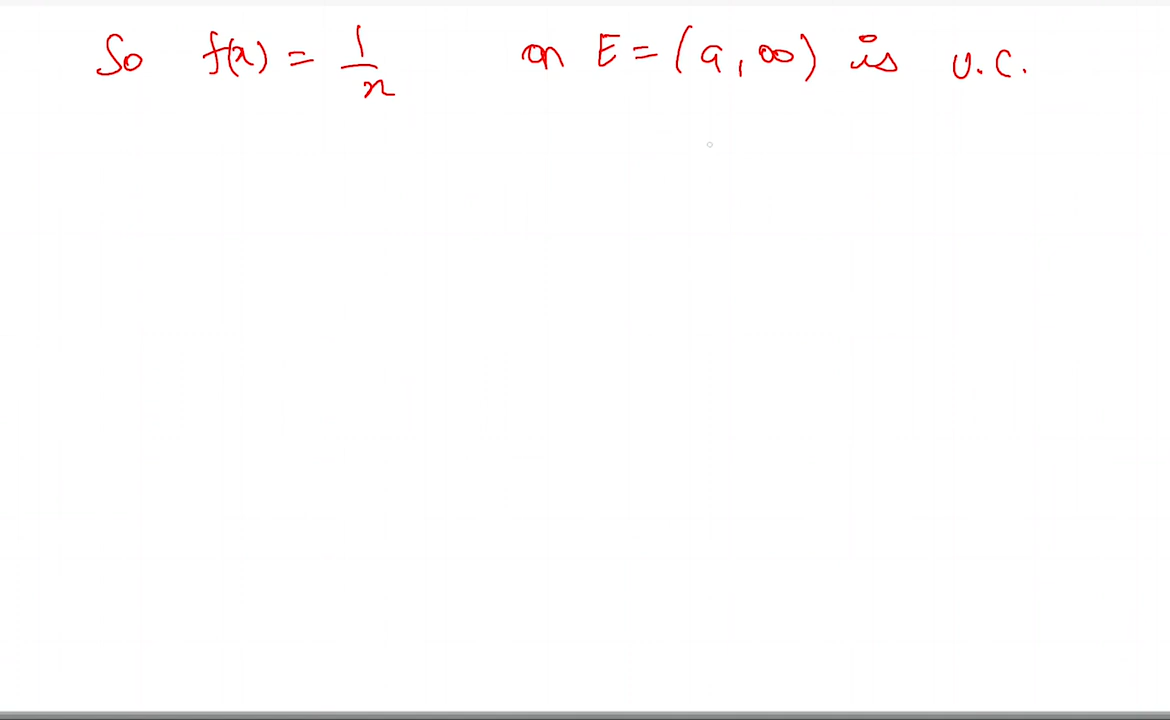 So f(x) = 1/x on E = (a, ∞) is U.C.